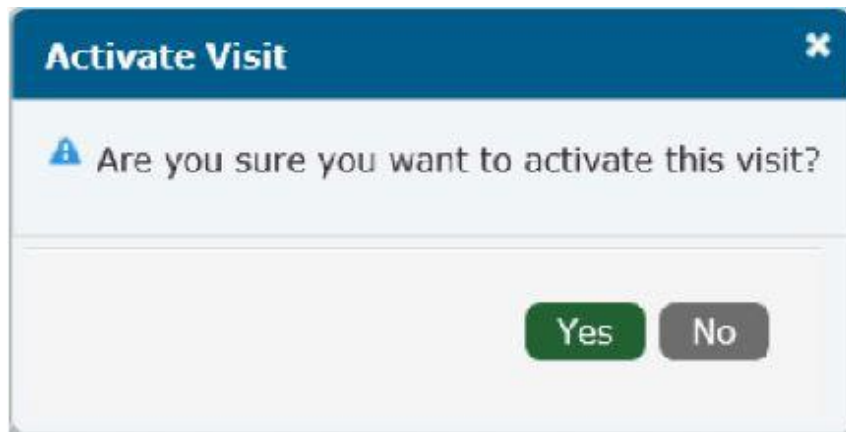 Activate Visit
Are you sure you want to activate this visit?
Yes No